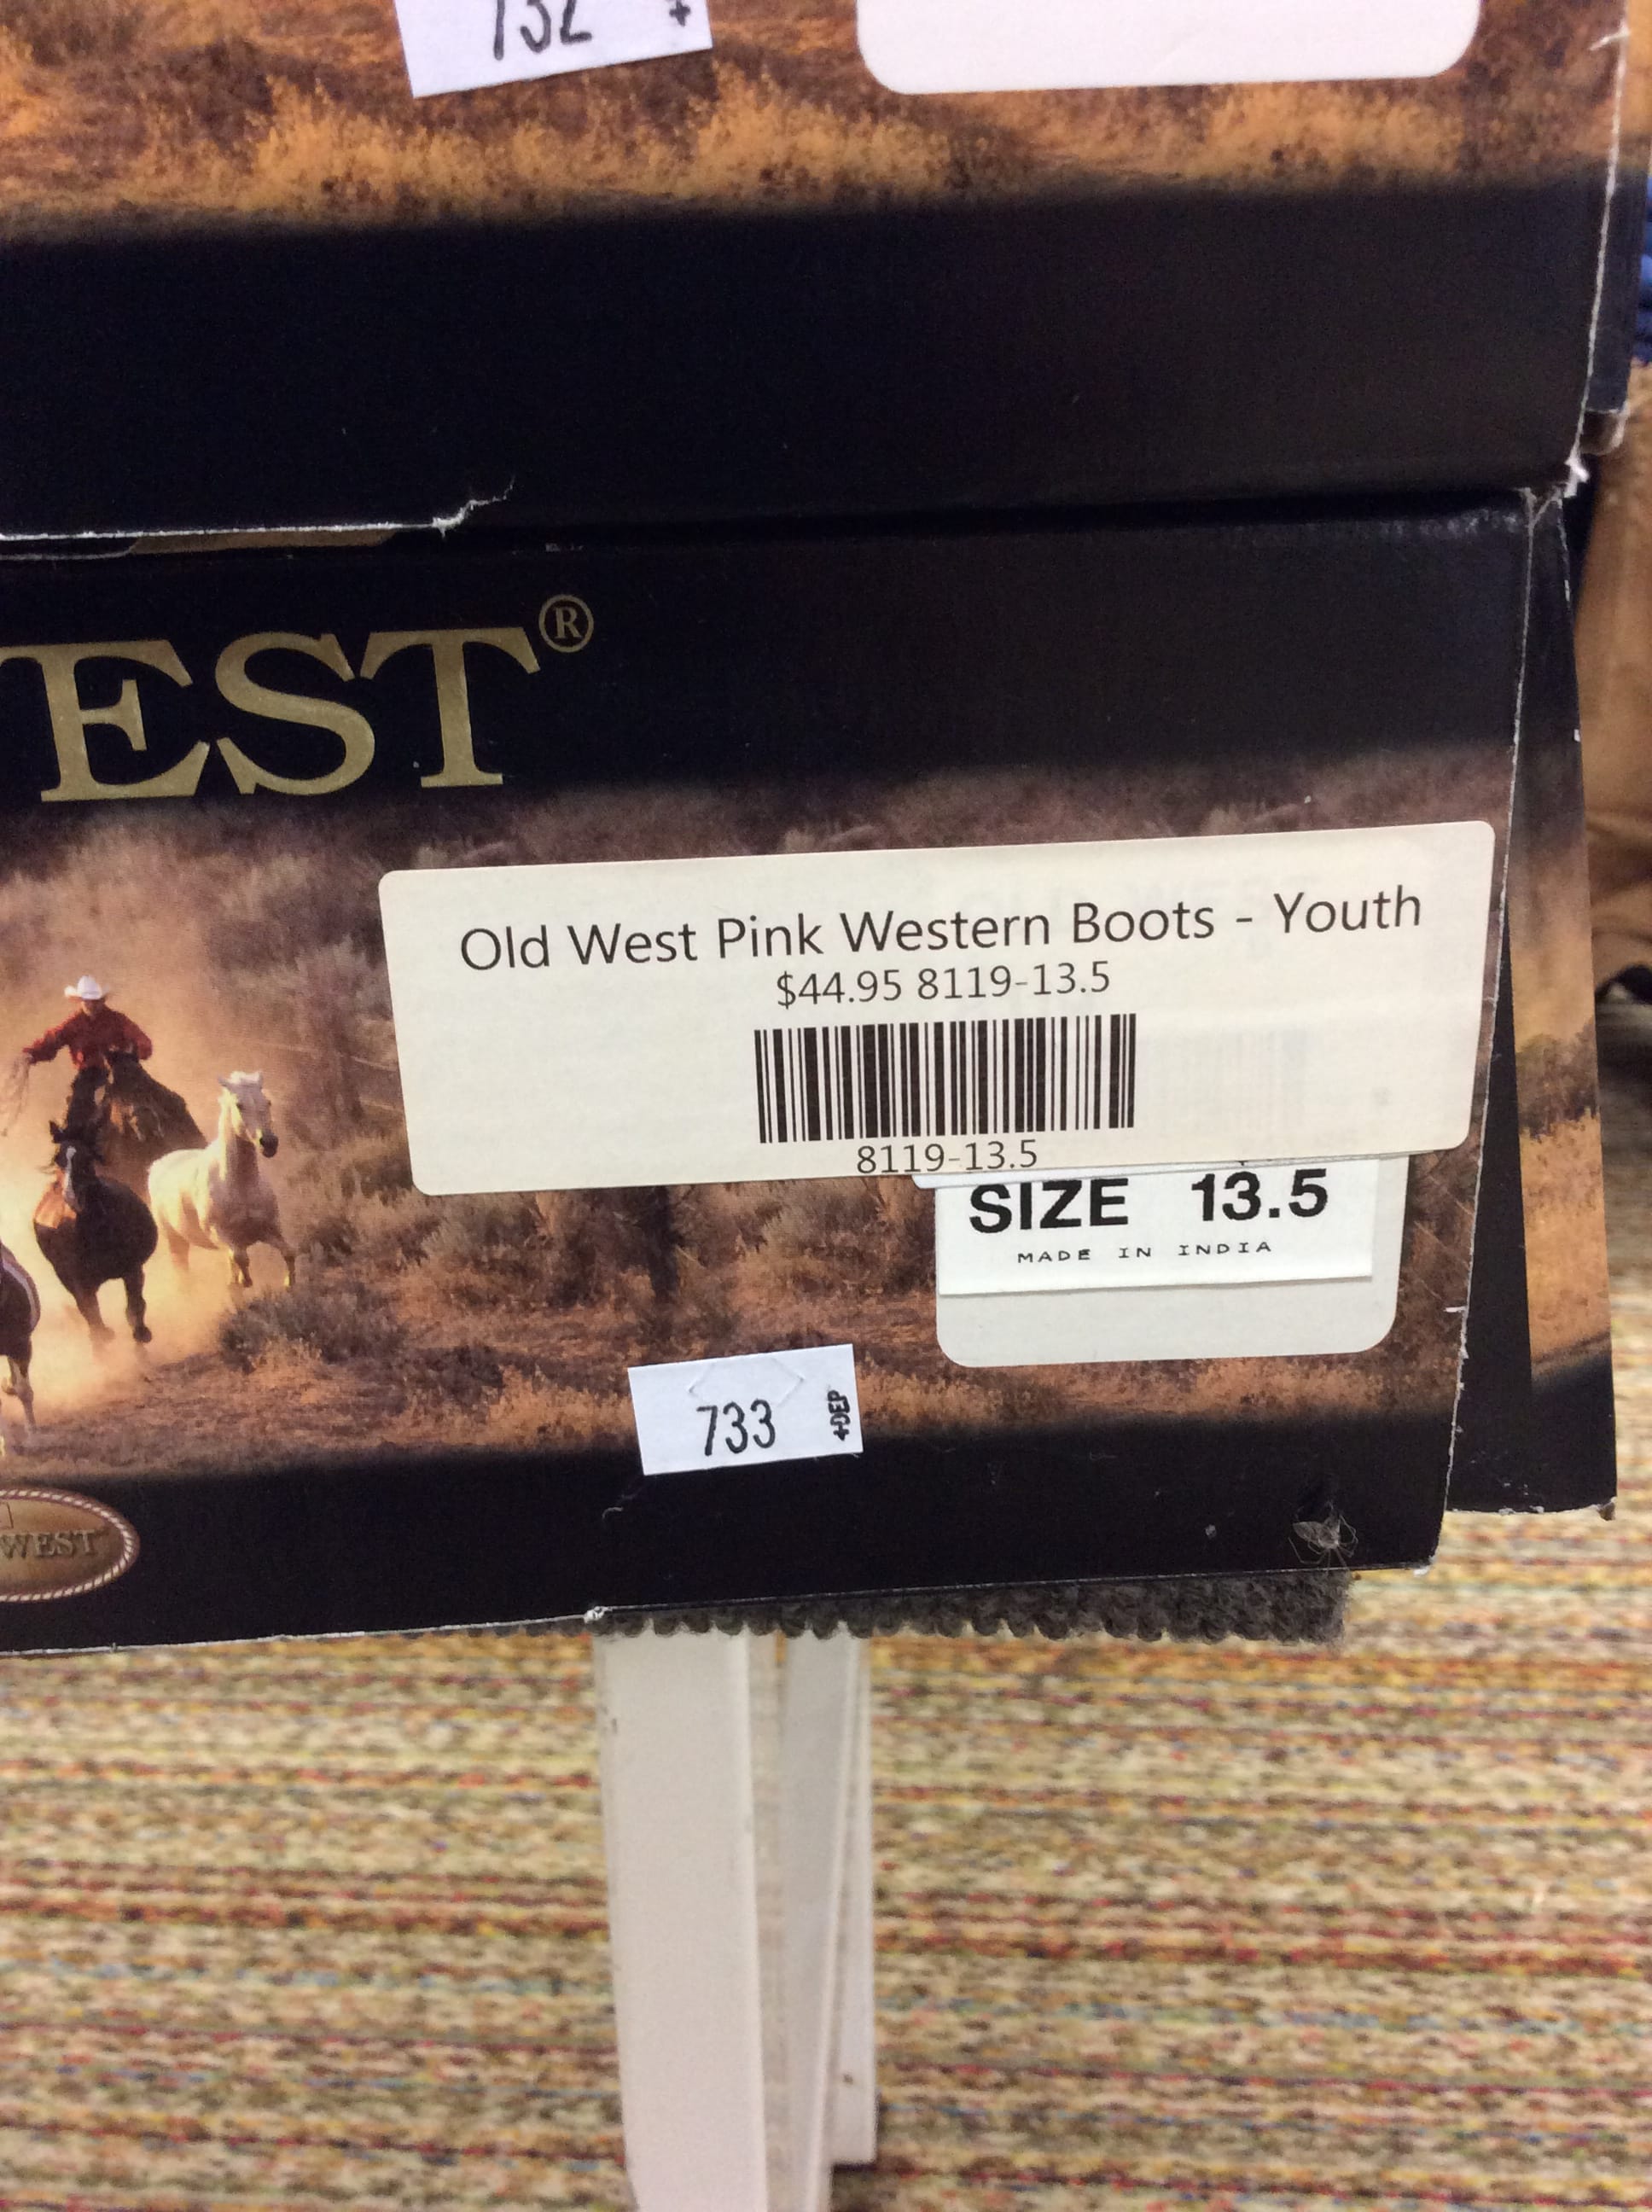 732
EST®
Old West Pink Western Boots - Youth
$44.95 8119-13.5
8119-13.5
SIZE 13.5
MADE IN INDIA
733 +DEP
WEST